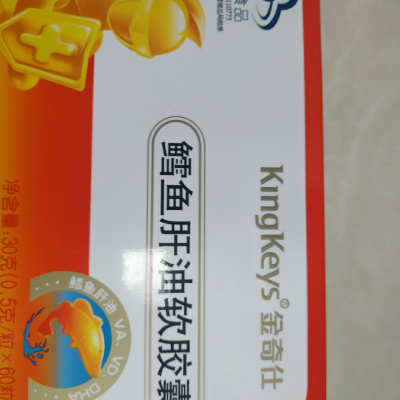 KingKeys®金奇仕
鳕鱼肝油软胶囊
鳕鱼肝油 VA、VD、DHA
净含量:30克/0.5克/粒×60粒